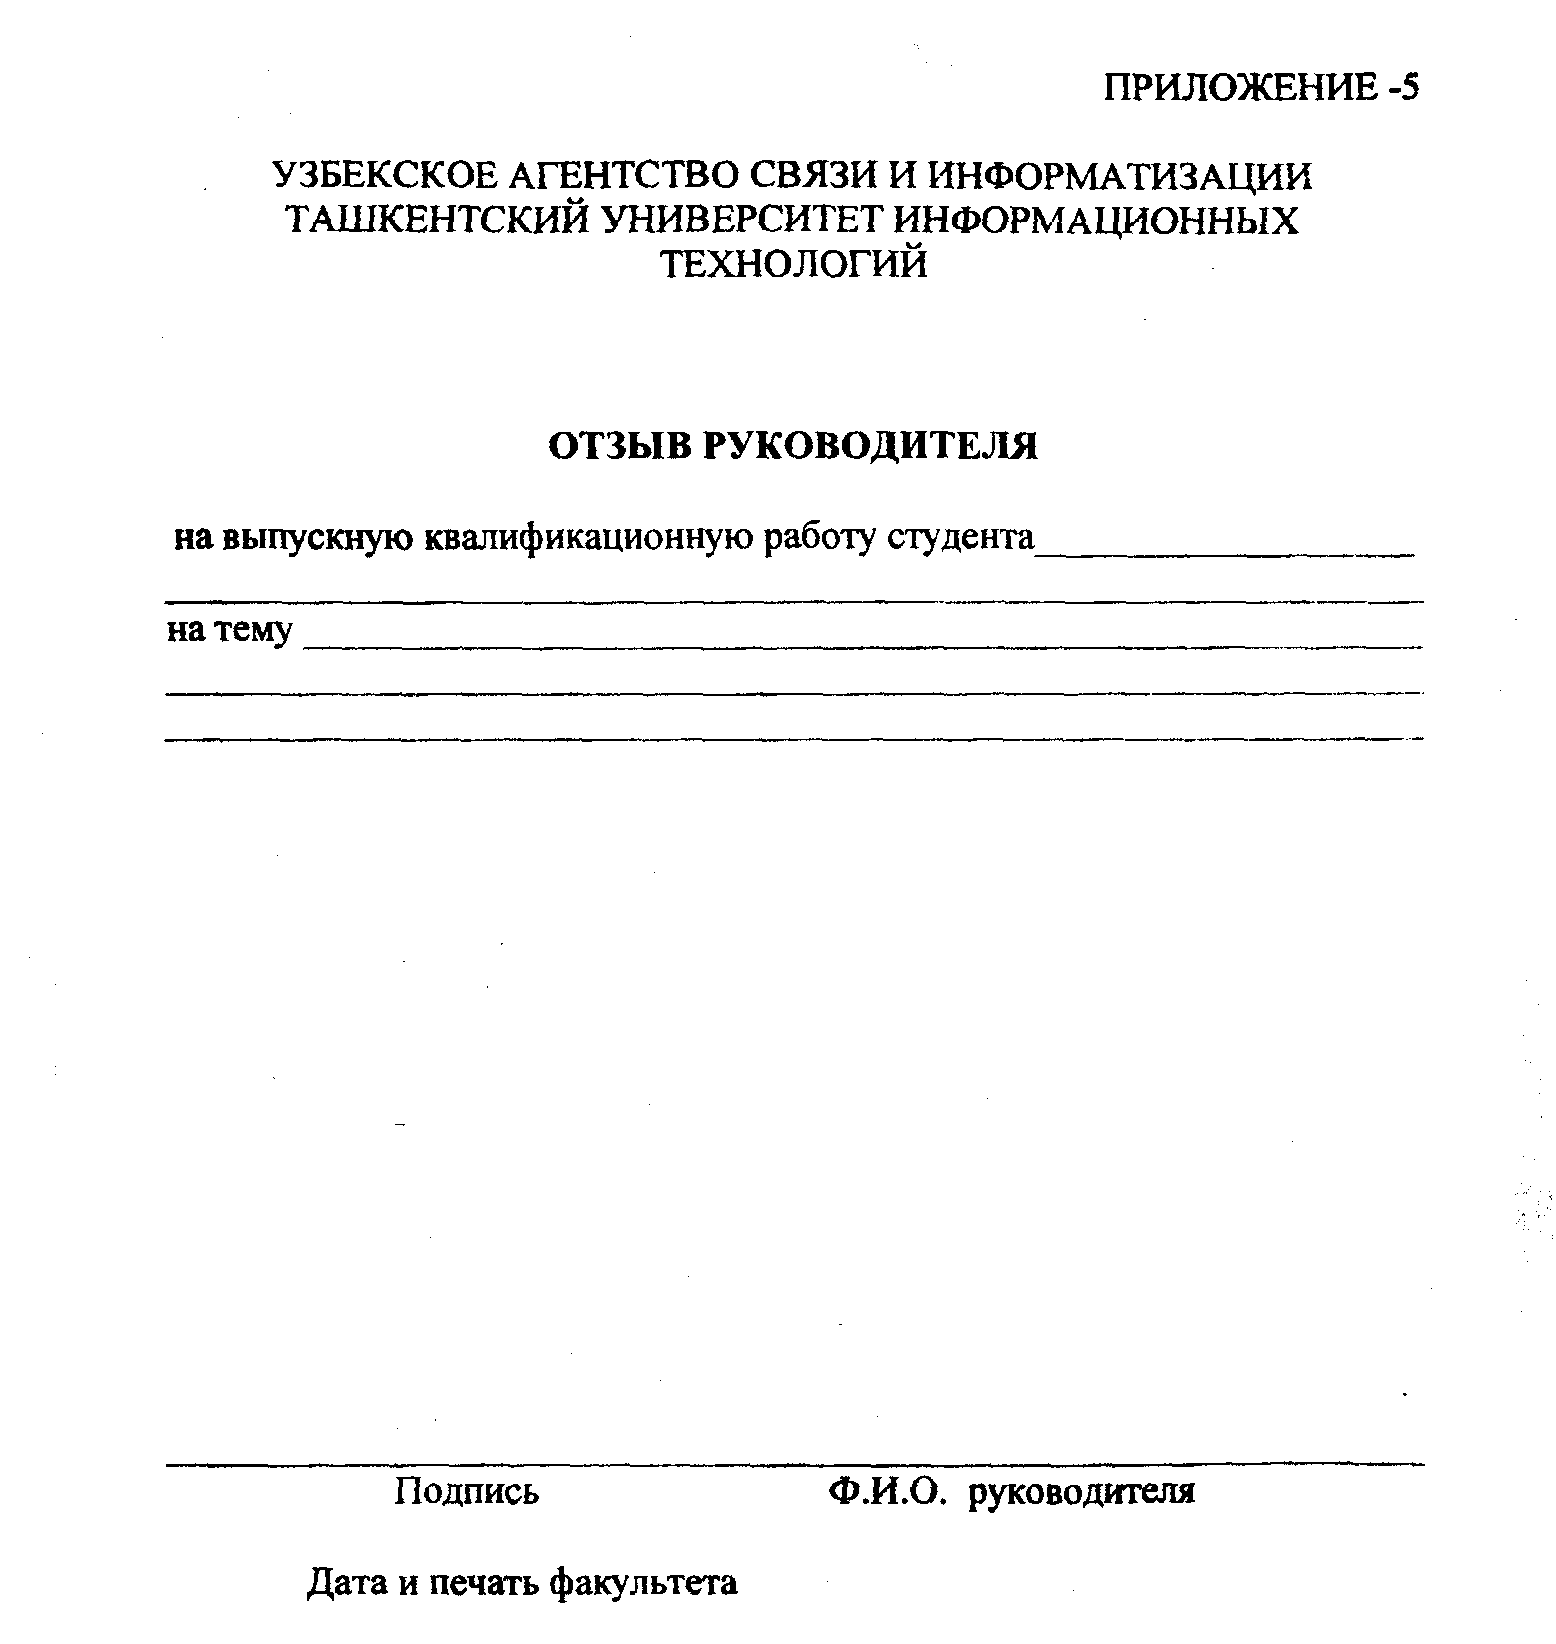 ПРИЛОЖЕНИЕ -5
УЗБЕКСКОЕ АГЕНТСТВО СВЯЗИ И ИНФОРМАТИЗАЦИИ
ТАШКЕНТСКИЙ УНИВЕРСИТЕТ ИНФОРМАЦИОННЫХ
ТЕХНОЛОГИЙ
ОТЗЫВ РУКОВОДИТЕЛЯ
на выпускную квалификационную работу студента
на тему
Подпись Ф.И.О. руководителя
Дата и печать факультета